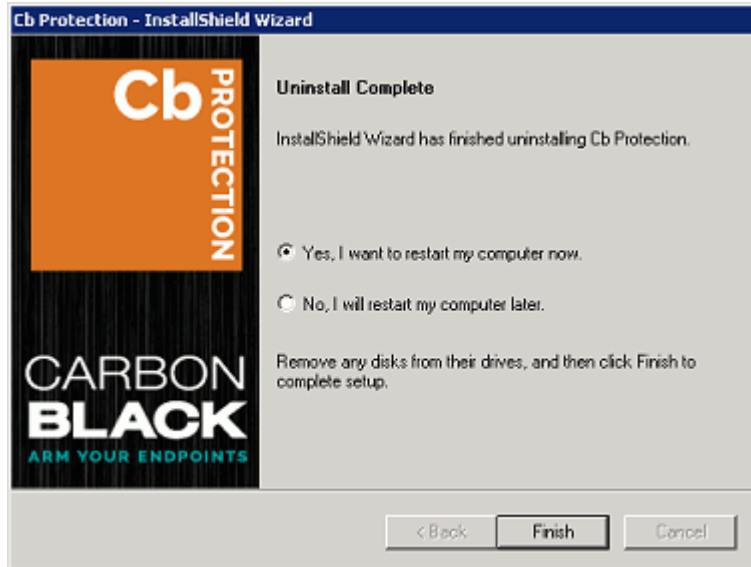 Cb Protection - InstallShield Wizard
Cb
PROTECTION
CARBON
BLACK
ARM YOUR ENDPOINTS
Uninstall Complete
InstallShield Wizard has finished uninstalling Cb Protection.
Yes, I want to restart my computer now.
No, I will restart my computer later.
Remove any disks from their drives, and then click Finish to
complete setup.
< Back
Finish
Cancel